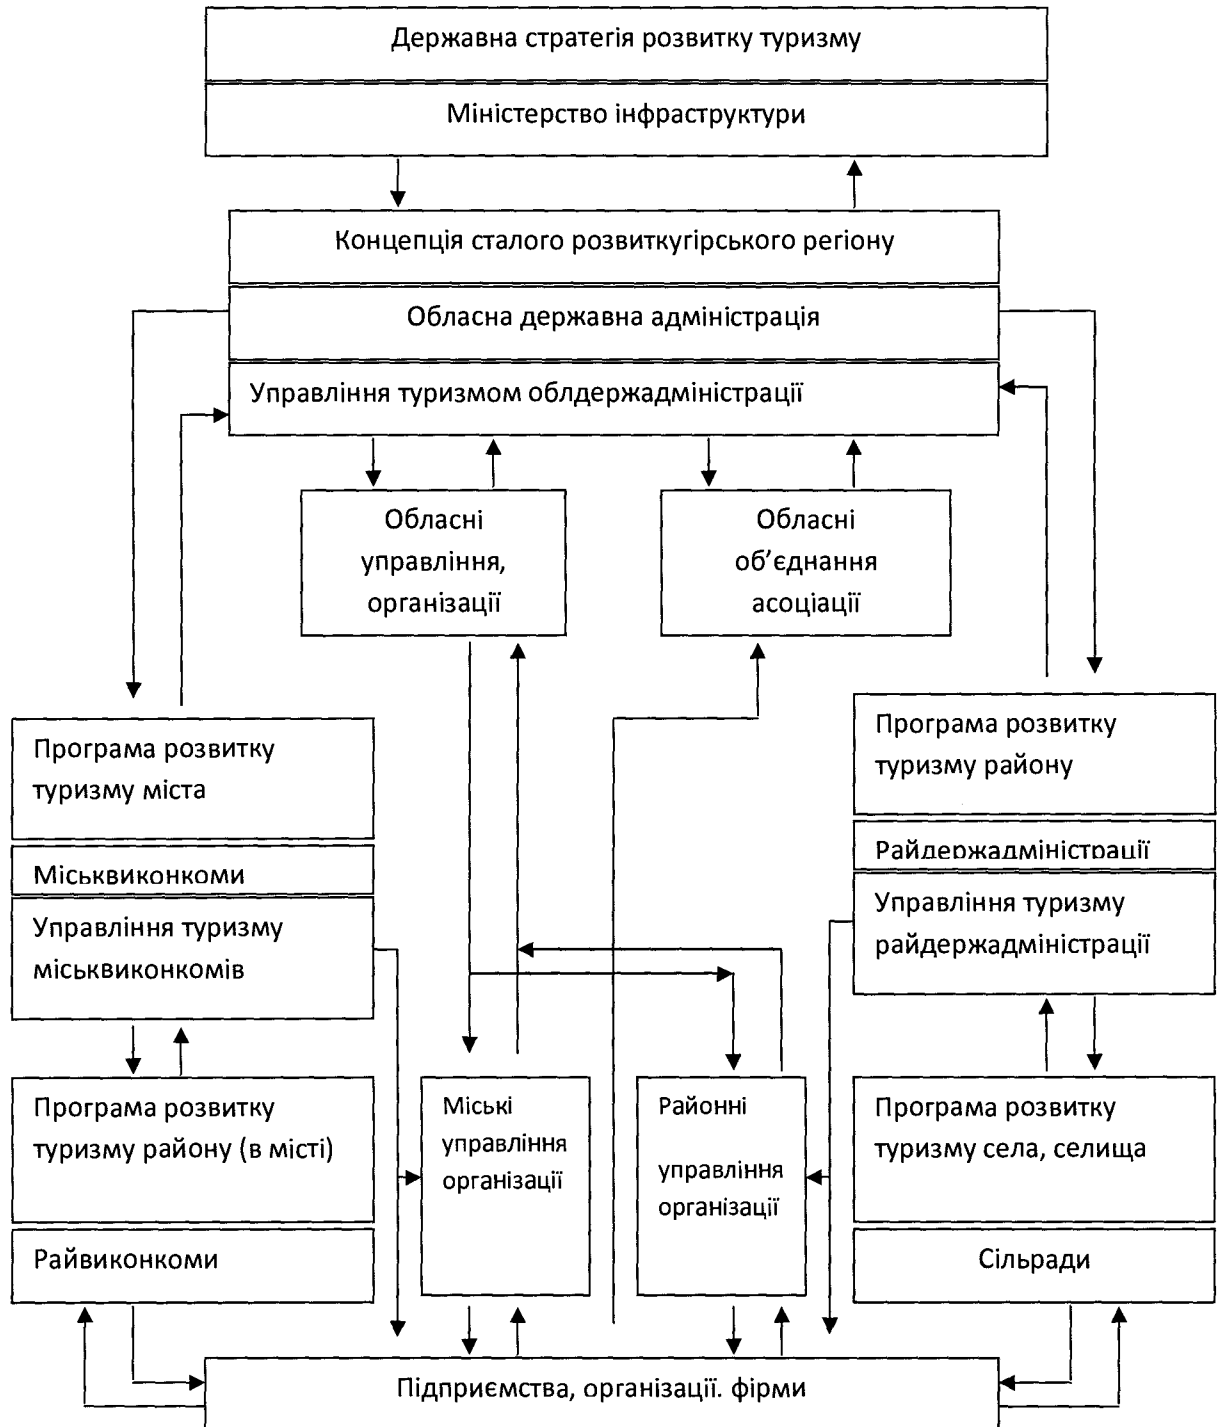 Державна стратегія розвитку туризму
Міністерство інфраструктури
Концепція сталого розвиткугірського регіону
Обласна державна адміністрація
Управління туризмом облдержадміністрації
Обласні
управління,
організації
Обласні
об’єднання
асоціації
Програма розвитку
туризму міста
Міськвиконкоми
Управління туризму
міськвиконкомів
Програма розвитку
туризму району
Райдержадміністрації
Управління туризму
райдержадміністрації
Програма розвитку
туризму району (в місті)
Райвиконкоми
Міські
управління
організації
Районні
управління
організації
Програма розвитку
туризму села, селища
Сільради
Підприємства, організації. фірми